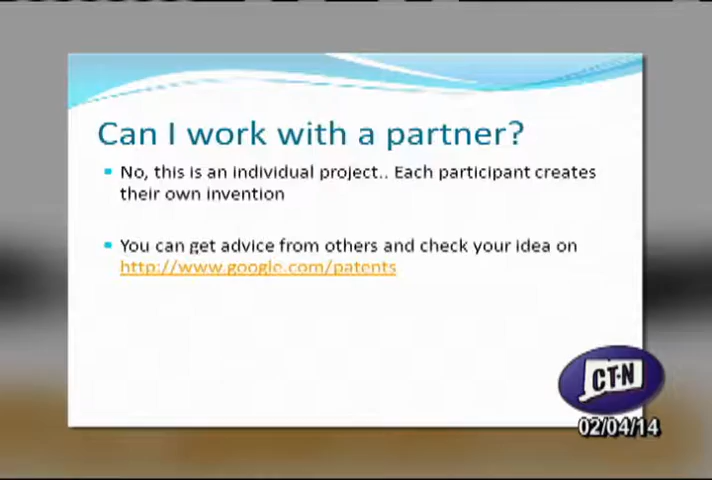 Can I work with a partner?
No, this is an individual project.. Each participant creates
their own invention
You can get advice from others and check your idea on
http://www.google.com/patents
CT-N
02/04/14